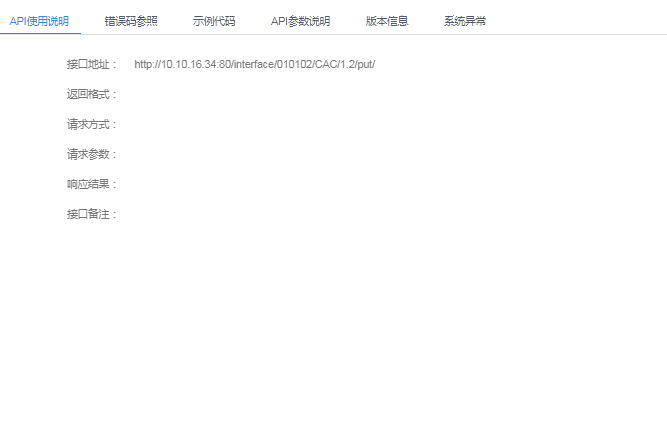 API使用说明 错误码参照 示例代码 API参数说明 版本信息 系统异常
接口地址： http://10.10.16.34:80/interface/010102/CAC/1.2/put/
返回格式：
请求方式：
请求参数：
响应结果：
接口备注：